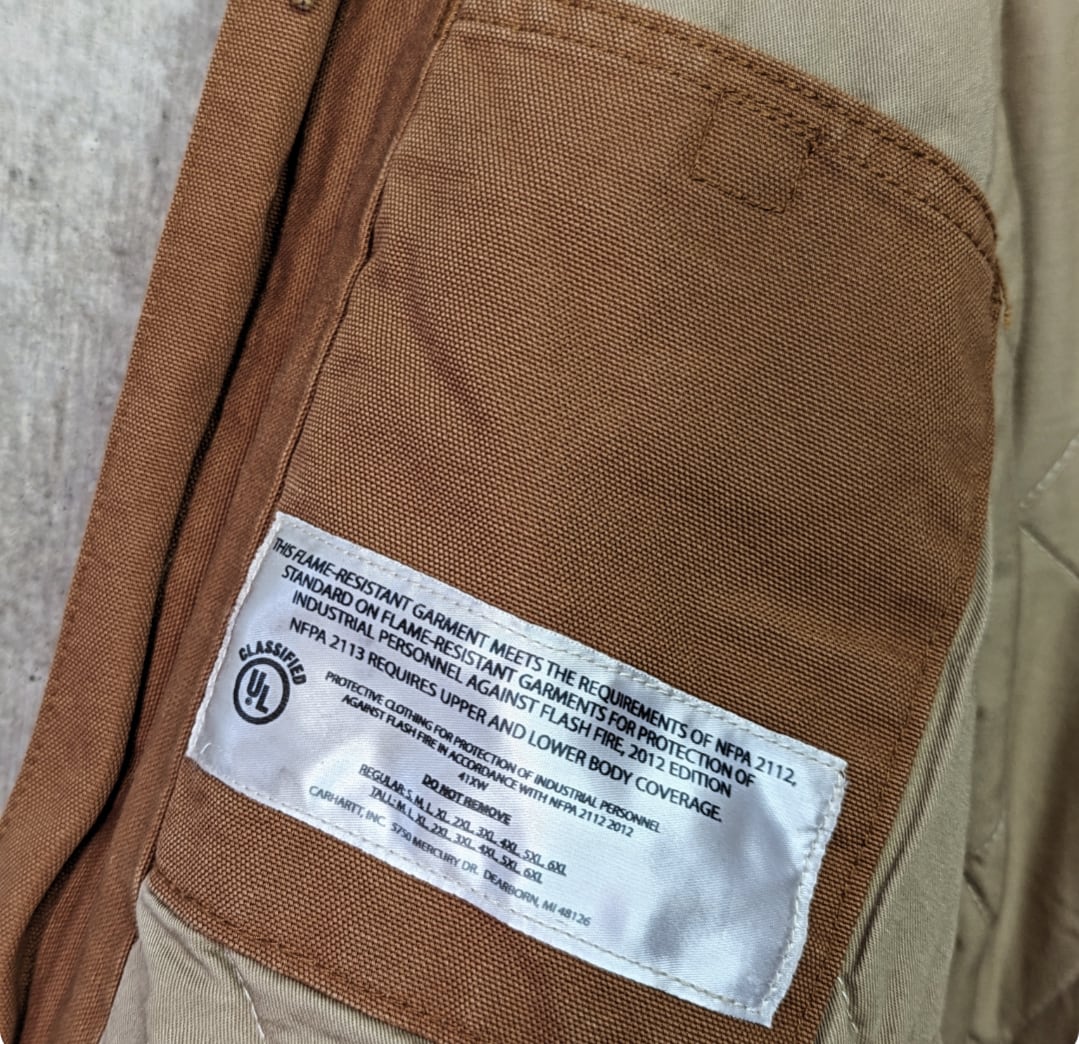 THIS FLAME-RESISTANT GARMENT MEETS THE REQUIREMENTS OF NFPA 2112,
STANDARD ON FLAME-RESISTANT GARMENTS FOR PROTECTION OF
INDUSTRIAL PERSONNEL AGAINST FLASH FIRE, 2012 EDITION
NFPA 2113 REQUIRES UPPER AND LOWER BODY COVERAGE.
CLASSIFIED
UL
PROTECTIVE CLOTHING FOR PROTECTION OF INDUSTRIAL PERSONNEL
AGAINST FLASH FIRE IN ACCORDANCE WITH NFPA 2112 2012
41XW
DO NOT REMOVE
REGULAR: S, M, L, XL, 2XL, 3XL, 4XL, 5XL, 6XL
TALL: M, L, XL, 2XL, 3XL, 4XL, 5XL, 6XL
CARHARTT, INC. 5750 MERCURY DR. DEARBORN, MI 48126